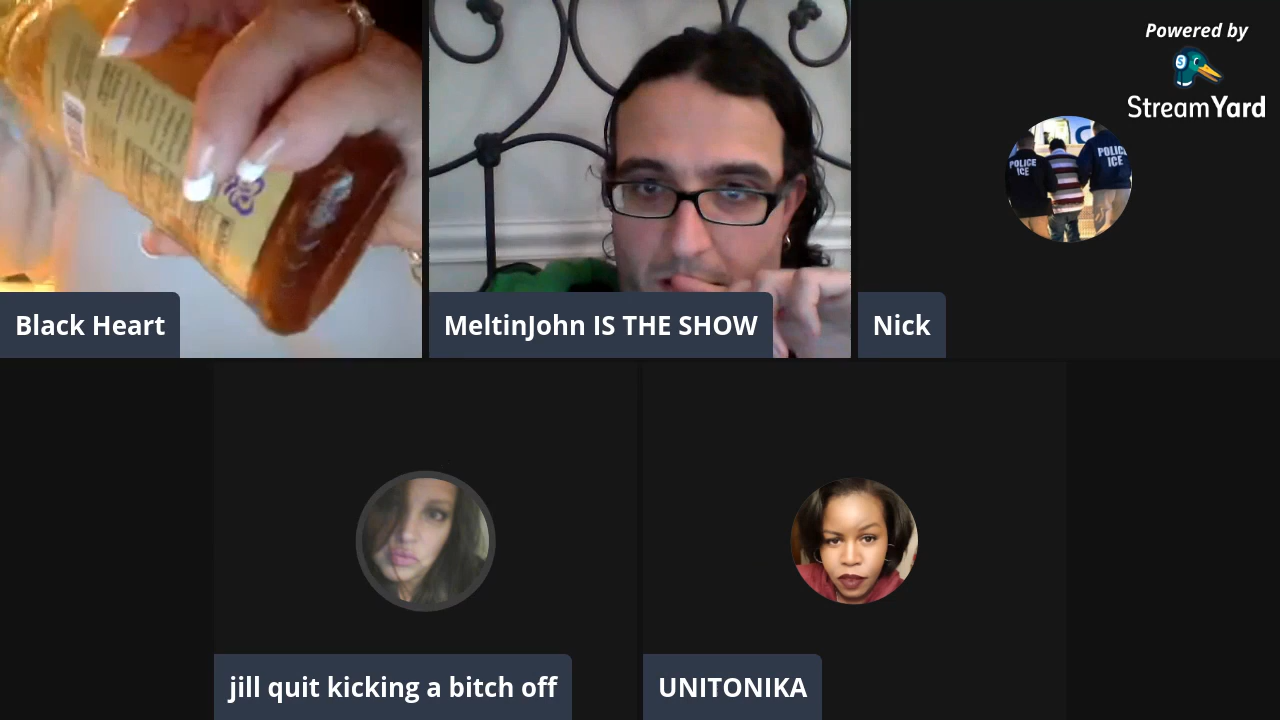 Powered by
StreamYard
POLICE
ICE
POLICE
ICE
Black Heart
MeltinJohn IS THE SHOW
Nick
jill quit kicking a bitch off
UNITONIKA